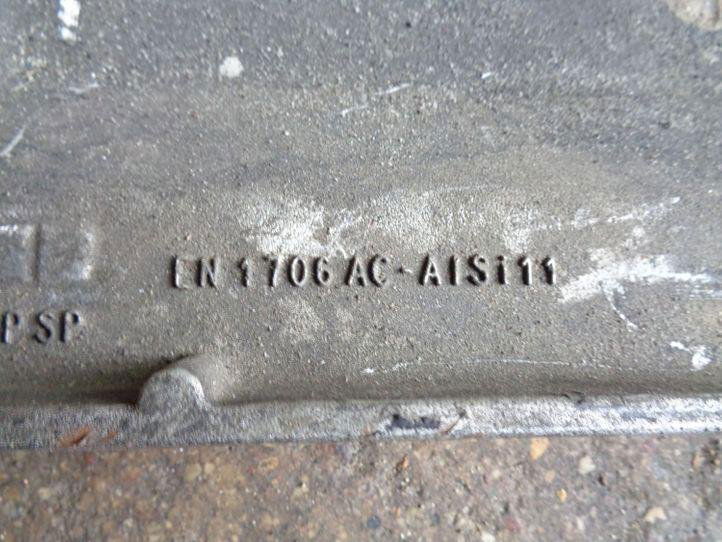 EN 1706 AC-AlSi11
P SP